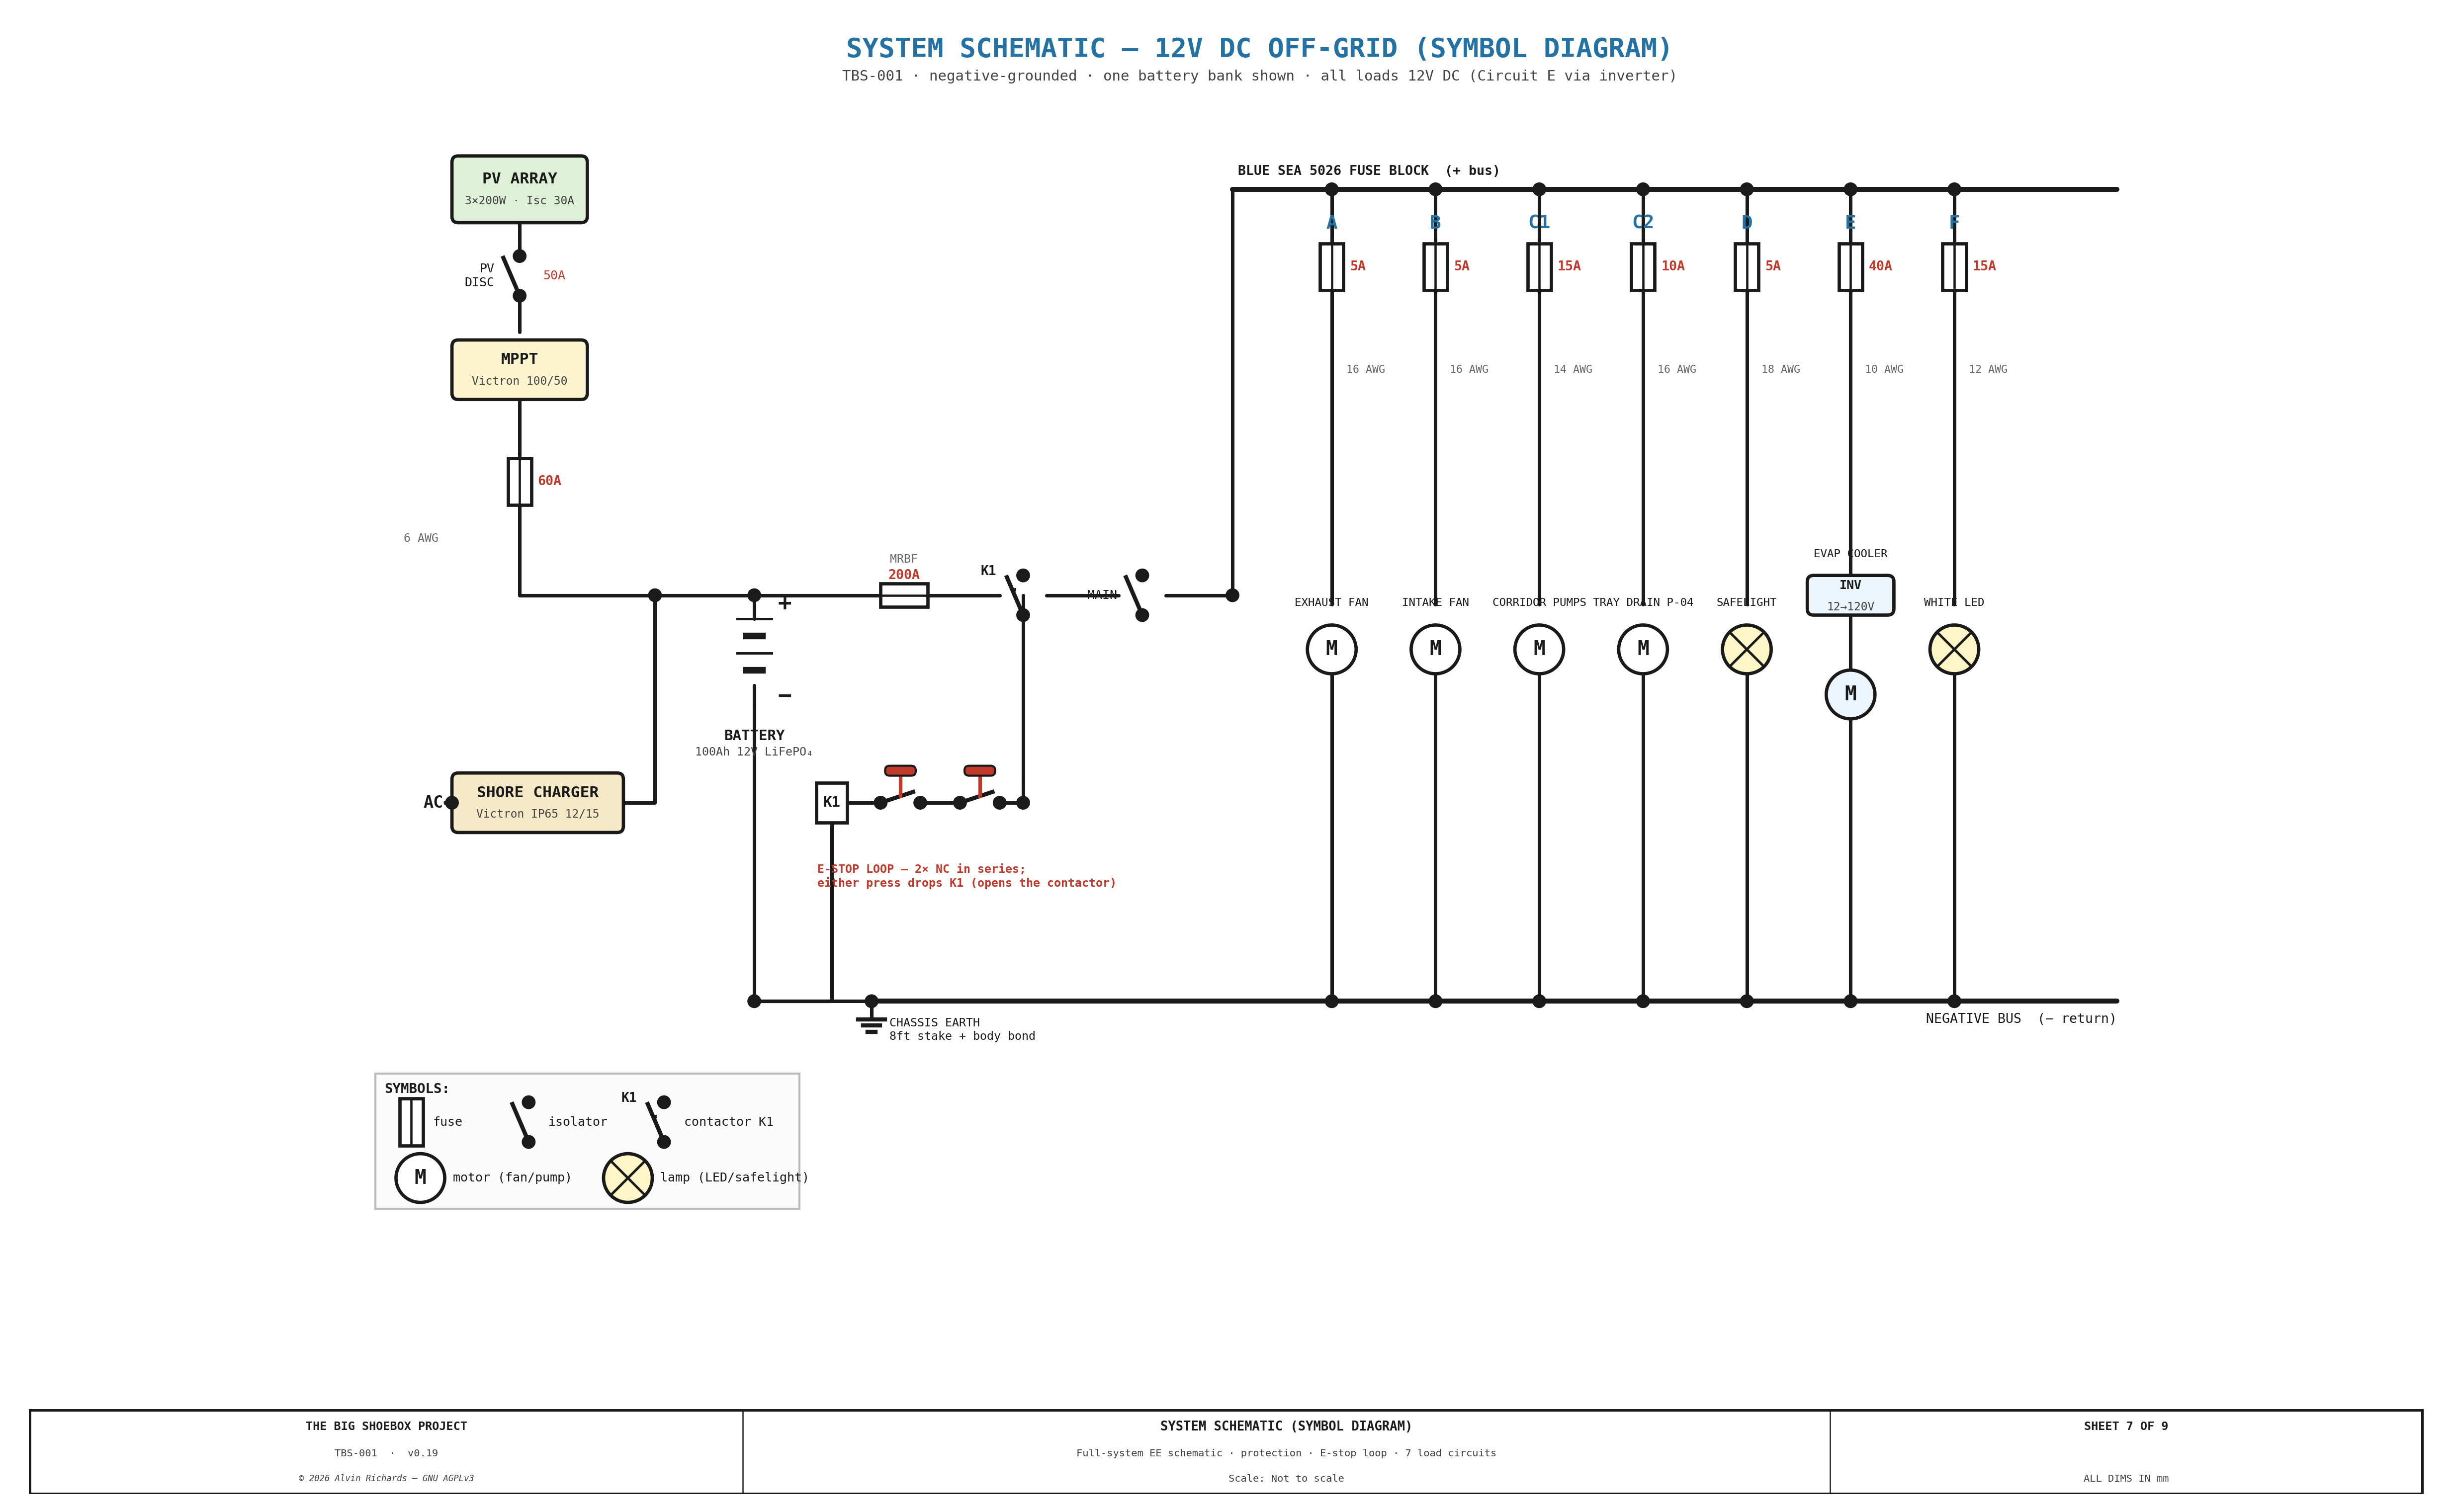 SYSTEM SCHEMATIC — 12V DC OFF-GRID (SYMBOL DIAGRAM)
TBS-001 · negative-grounded · one battery bank shown · all loads 12V DC (Circuit E via inverter)
PV ARRAY
3×200W · Isc 30A
PV
DISC
50A
MPPT
Victron 100/50
60A
6 AWG
BLUE SEA 5026 FUSE BLOCK (+ bus)
A
B
C1
C2
D
E
F
5A
5A
15A
10A
5A
40A
15A
16 AWG
16 AWG
14 AWG
16 AWG
18 AWG
10 AWG
12 AWG
MRBF
200A
K1
MAIN
+
−
BATTERY
100Ah 12V LiFePO₄
EXHAUST FAN
INTAKE FAN
CORRIDOR PUMPS
TRAY DRAIN P-04
SAFELIGHT
EVAP COOLER
INV
12→120V
WHITE LED
M
M
M
M
M
AC
SHORE CHARGER
Victron IP65 12/15
K1
E-STOP LOOP — 2× NC in series;
either press drops K1 (opens the contactor)
CHASSIS EARTH
8ft stake + body bond
NEGATIVE BUS (− return)
SYMBOLS:
fuse
isolator
K1
contactor K1
M
motor (fan/pump)
lamp (LED/safelight)
THE BIG SHOEBOX PROJECT
TBS-001 · v0.19
© 2026 Alvin Richards — GNU AGPLv3
SYSTEM SCHEMATIC (SYMBOL DIAGRAM)
Full-system EE schematic · protection · E-stop loop · 7 load circuits
Scale: Not to scale
SHEET 7 OF 9
ALL DIMS IN mm